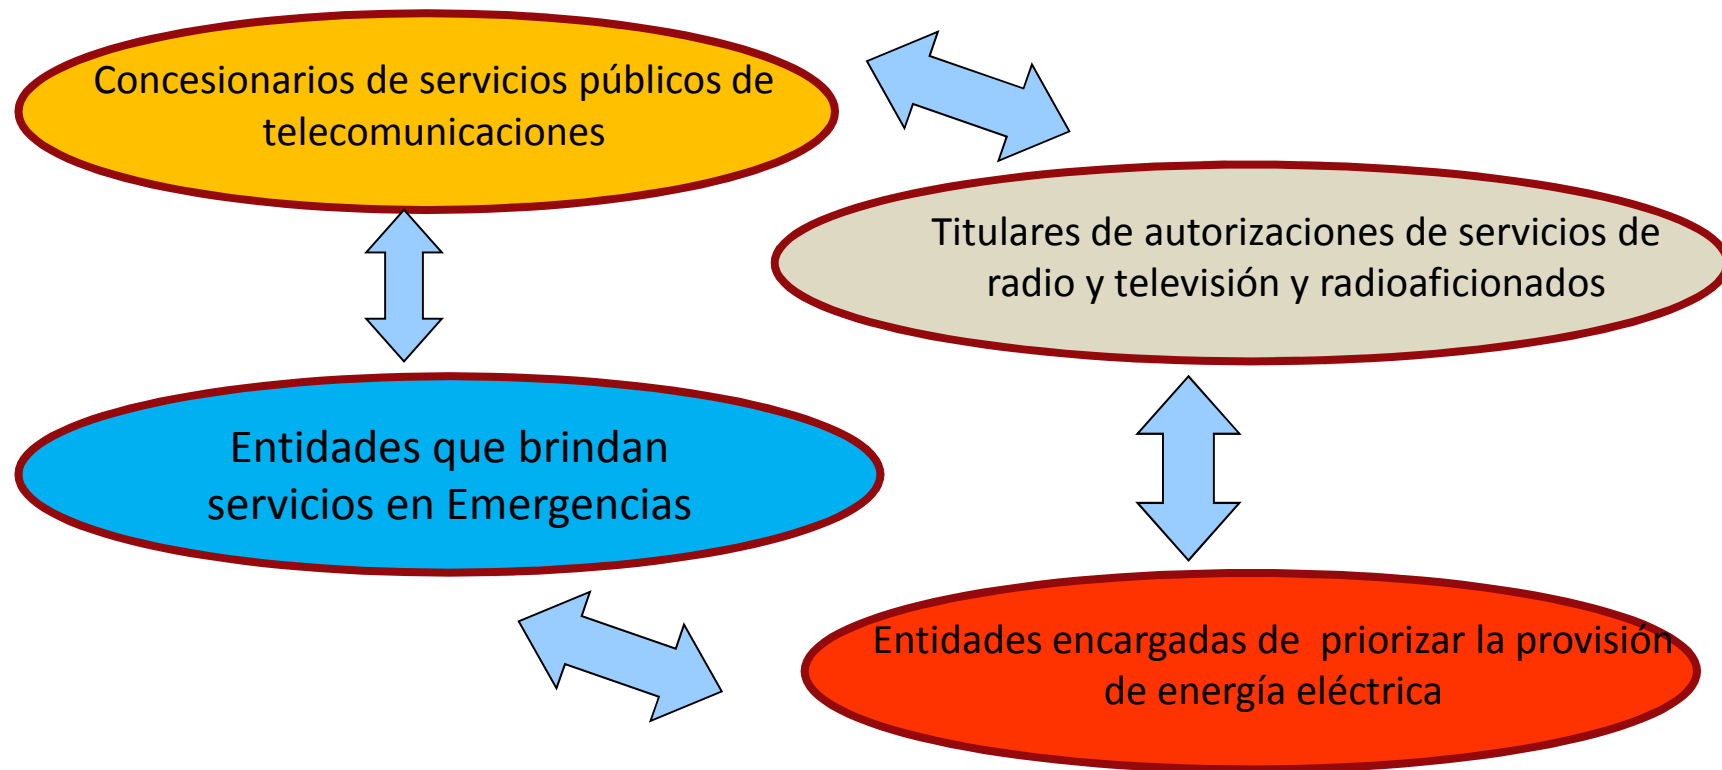 Concesionarios de servicios públicos de
telecomunicaciones
Titulares de autorizaciones de servicios de
radio y televisión y radioaficionados
Entidades que brindan
servicios en Emergencias
Entidades encargadas de  priorizar la provisión
de energía eléctrica